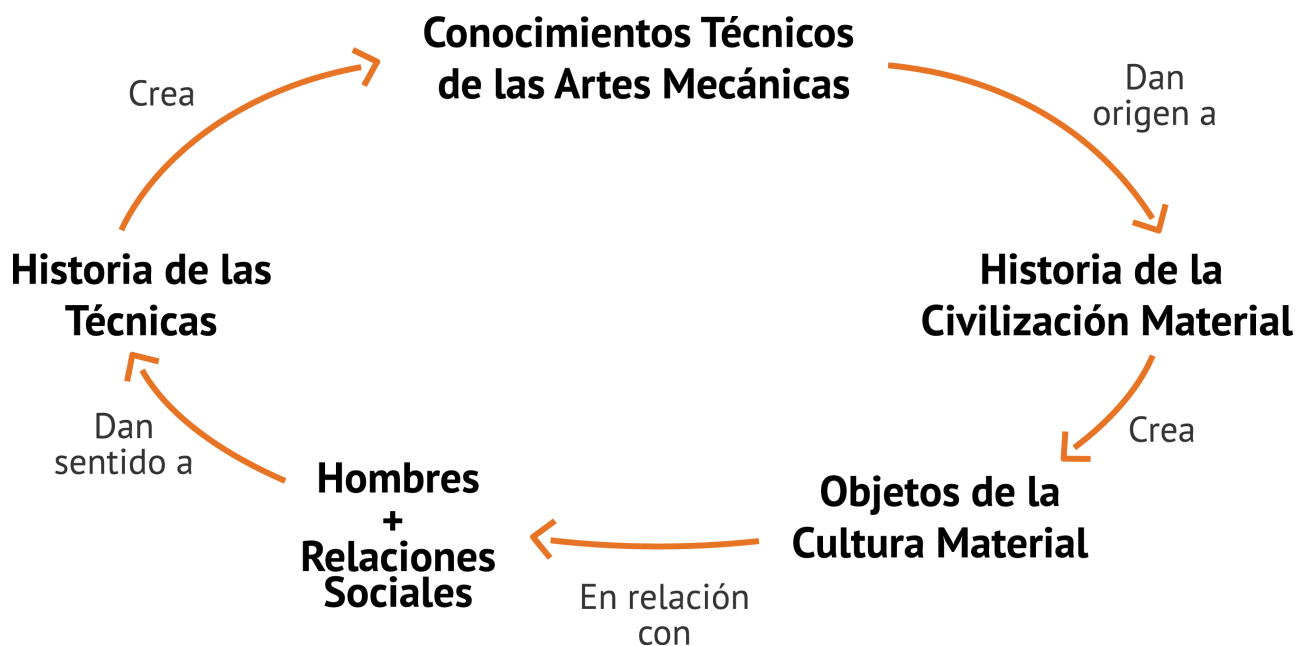 Conocimientos Técnicos
de las Artes Mecánicas
Crea
Dan
origen a
Historia de las
Técnicas
Historia de la
Civilización Material
Dan
sentido a
Crea
Hombres
+
Relaciones
Sociales
Objetos de la
Cultura Material
En relación
con